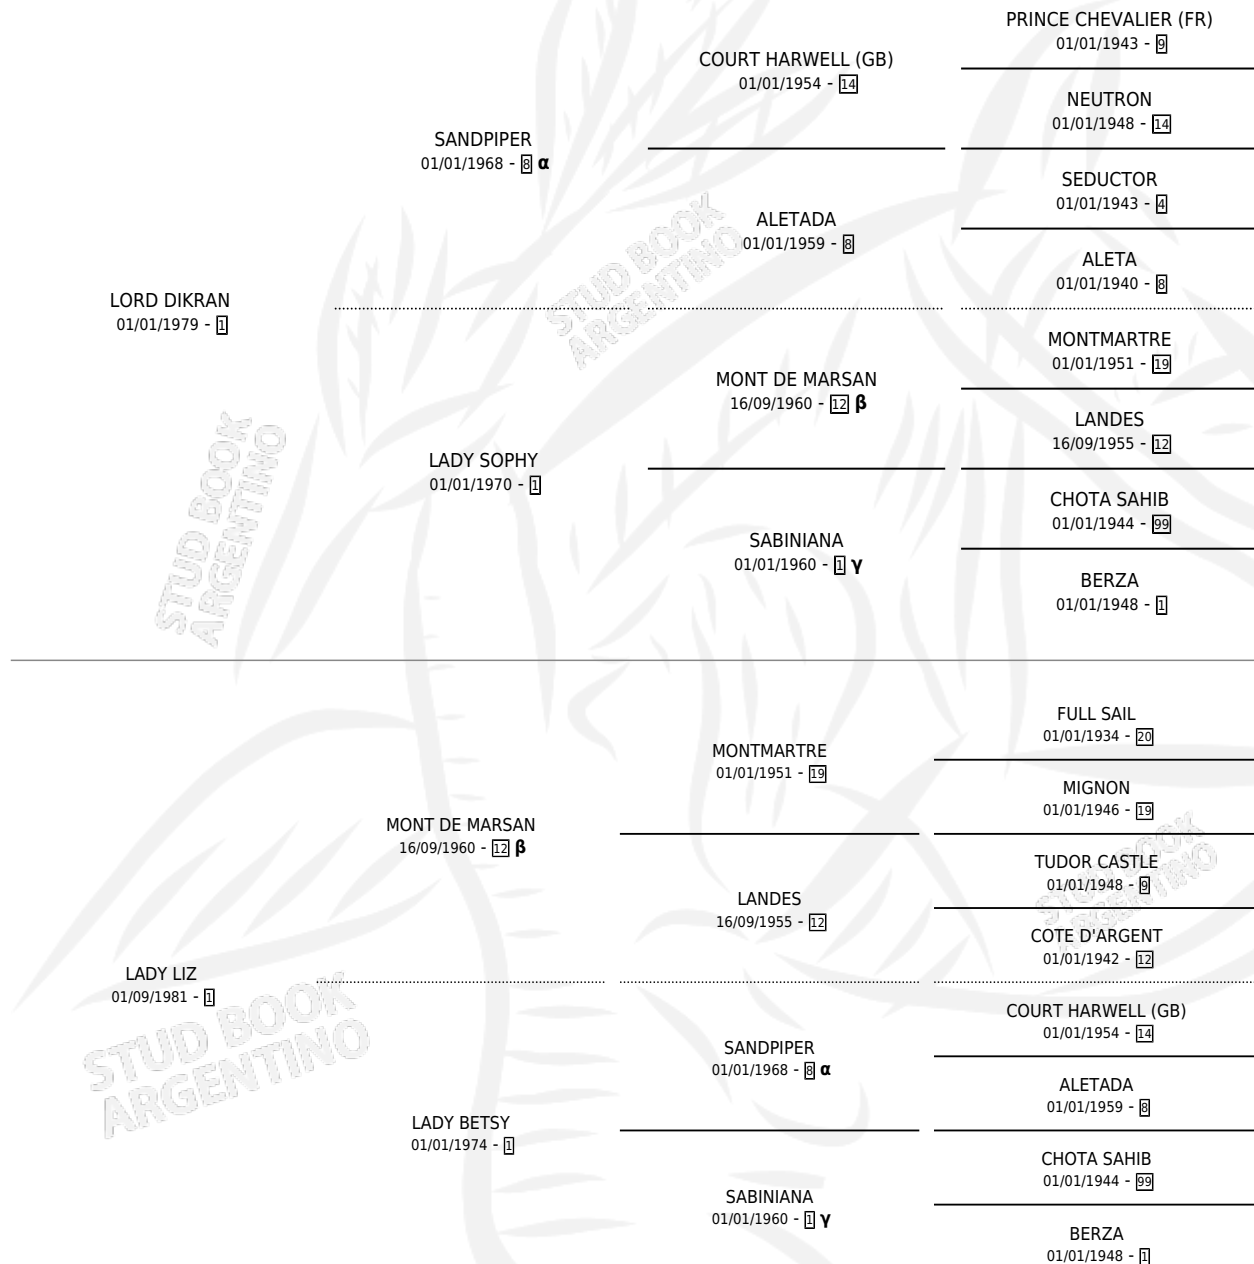 PRINCE CHEVALIER (FR)
01/01/1943 - 9
COURT HARWELL (GB)
01/01/1954 - 14
NEUTRON
01/01/1948 - 14
SANDPIPER
01/01/1968 - 8 α
SEDUCTOR
01/01/1943 - 4
ALETADA
01/01/1959 - 8
ALETA
01/01/1940 - 8
LORD DIKRAN
01/01/1979 - 1
MONTMARTRE
01/01/1951 - 19
MONT DE MARSAN
16/09/1960 - 12 β
LANDES
16/09/1955 - 12
LADY SOPHY
01/01/1970 - 1
CHOTA SAHIB
01/01/1944 - 99
SABINIANA
01/01/1960 - 1 γ
BERZA
01/01/1948 - 1
STUD BOOK
ARGENTINO
STUD BOOK
ARGENTINO
FULL SAIL
01/01/1934 - 20
MONTMARTRE
01/01/1951 - 19
MIGNON
01/01/1946 - 19
MONT DE MARSAN
16/09/1960 - 12 β
TUDOR CASTLE
01/01/1948 - 9
LANDES
16/09/1955 - 12
COTE D'ARGENT
01/01/1942 - 12
LADY LIZ
01/09/1981 - 1
COURT HARWELL (GB)
01/01/1954 - 14
SANDPIPER
01/01/1968 - 8 α
ALETADA
01/01/1959 - 8
LADY BETSY
01/01/1974 - 1
CHOTA SAHIB
01/01/1944 - 99
SABINIANA
01/01/1960 - 1 γ
BERZA
01/01/1948 - 1
STUD BOOK
ARGENTINO
STUD BOOK
ARGENTINO